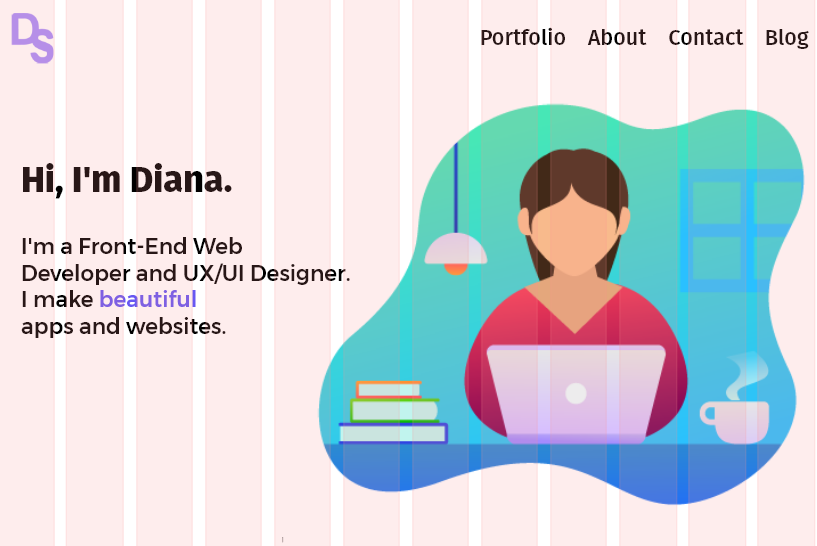 DS
Portfolio About Contact Blog
Hi, I'm Diana.
I'm a Front-End Web
Developer and UX/UI Designer.
I make beautiful
apps and websites.